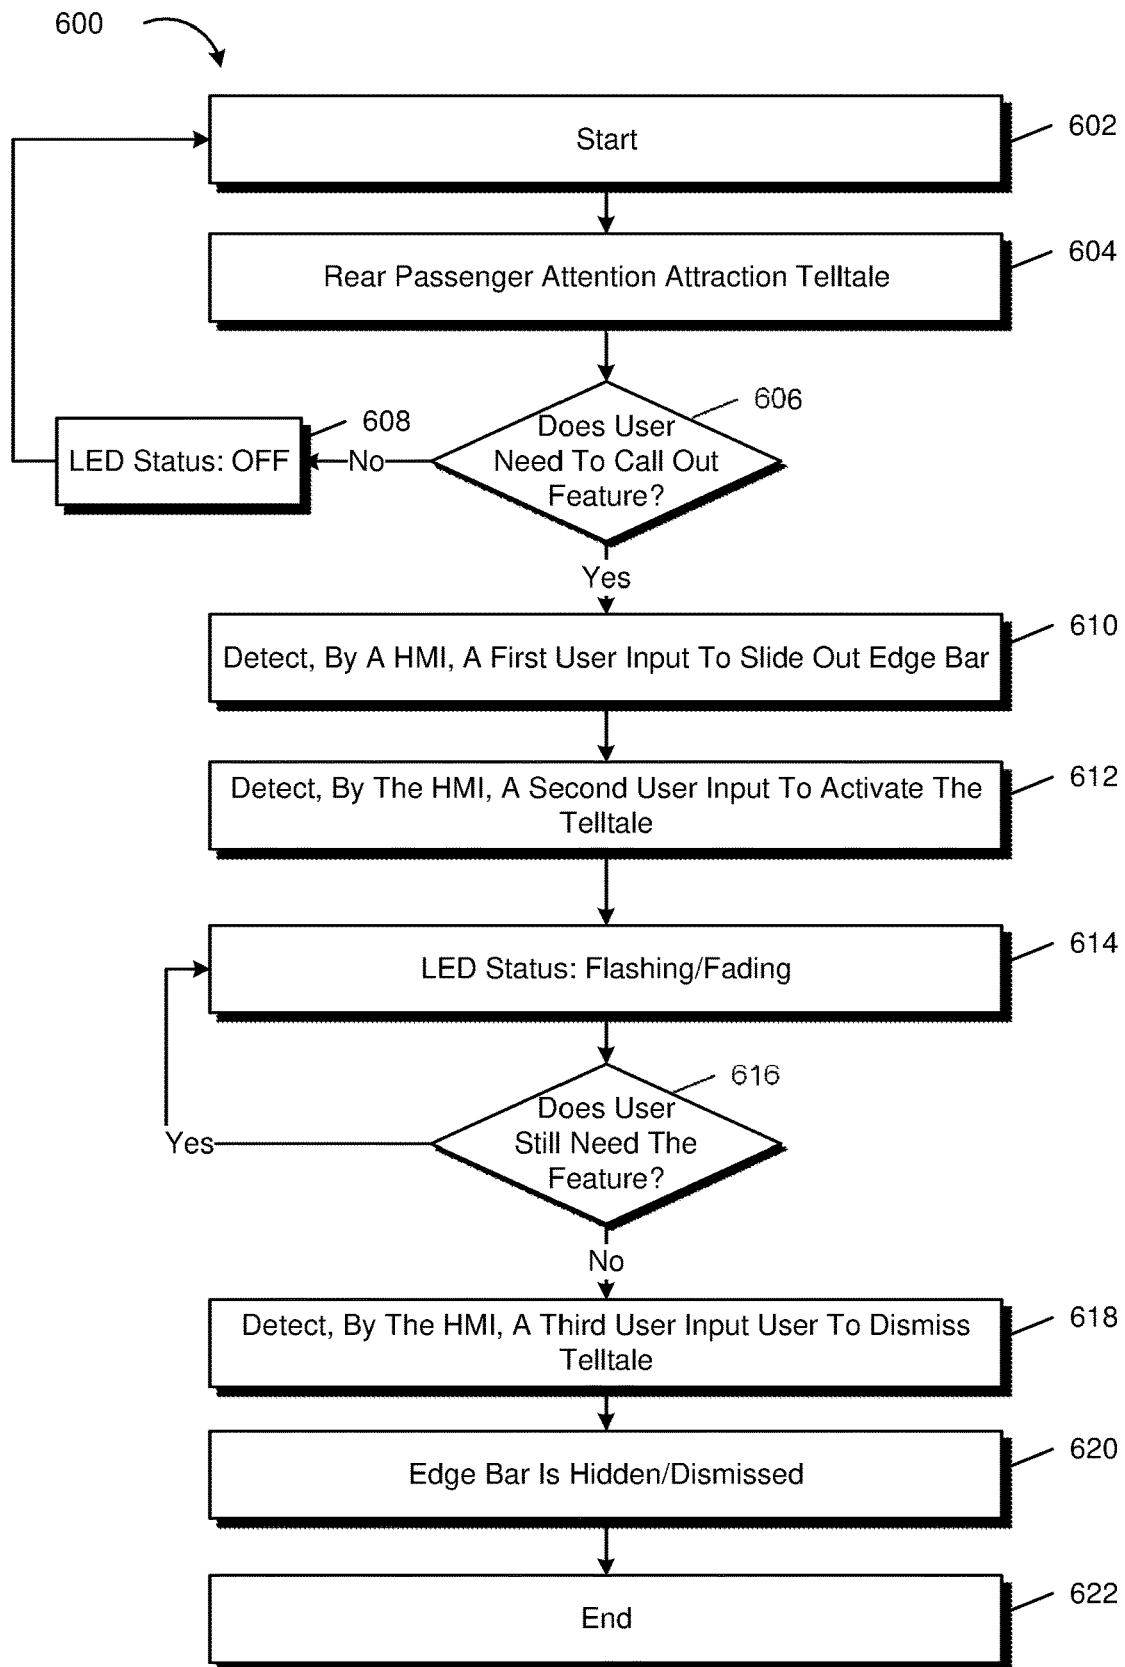 600
Start
602
Rear Passenger Attention Attraction Telltale
604
Does User
Need To Call Out
Feature?
606
No
LED Status: OFF
608
Yes
Detect, By A HMI, A First User Input To Slide Out Edge Bar
610
Detect, By The HMI, A Second User Input To Activate The
Telltale
612
LED Status: Flashing/Fading
614
Does User
Still Need The
Feature?
616
Yes
No
Detect, By The HMI, A Third User Input User To Dismiss
Telltale
618
Edge Bar Is Hidden/Dismissed
620
End
622